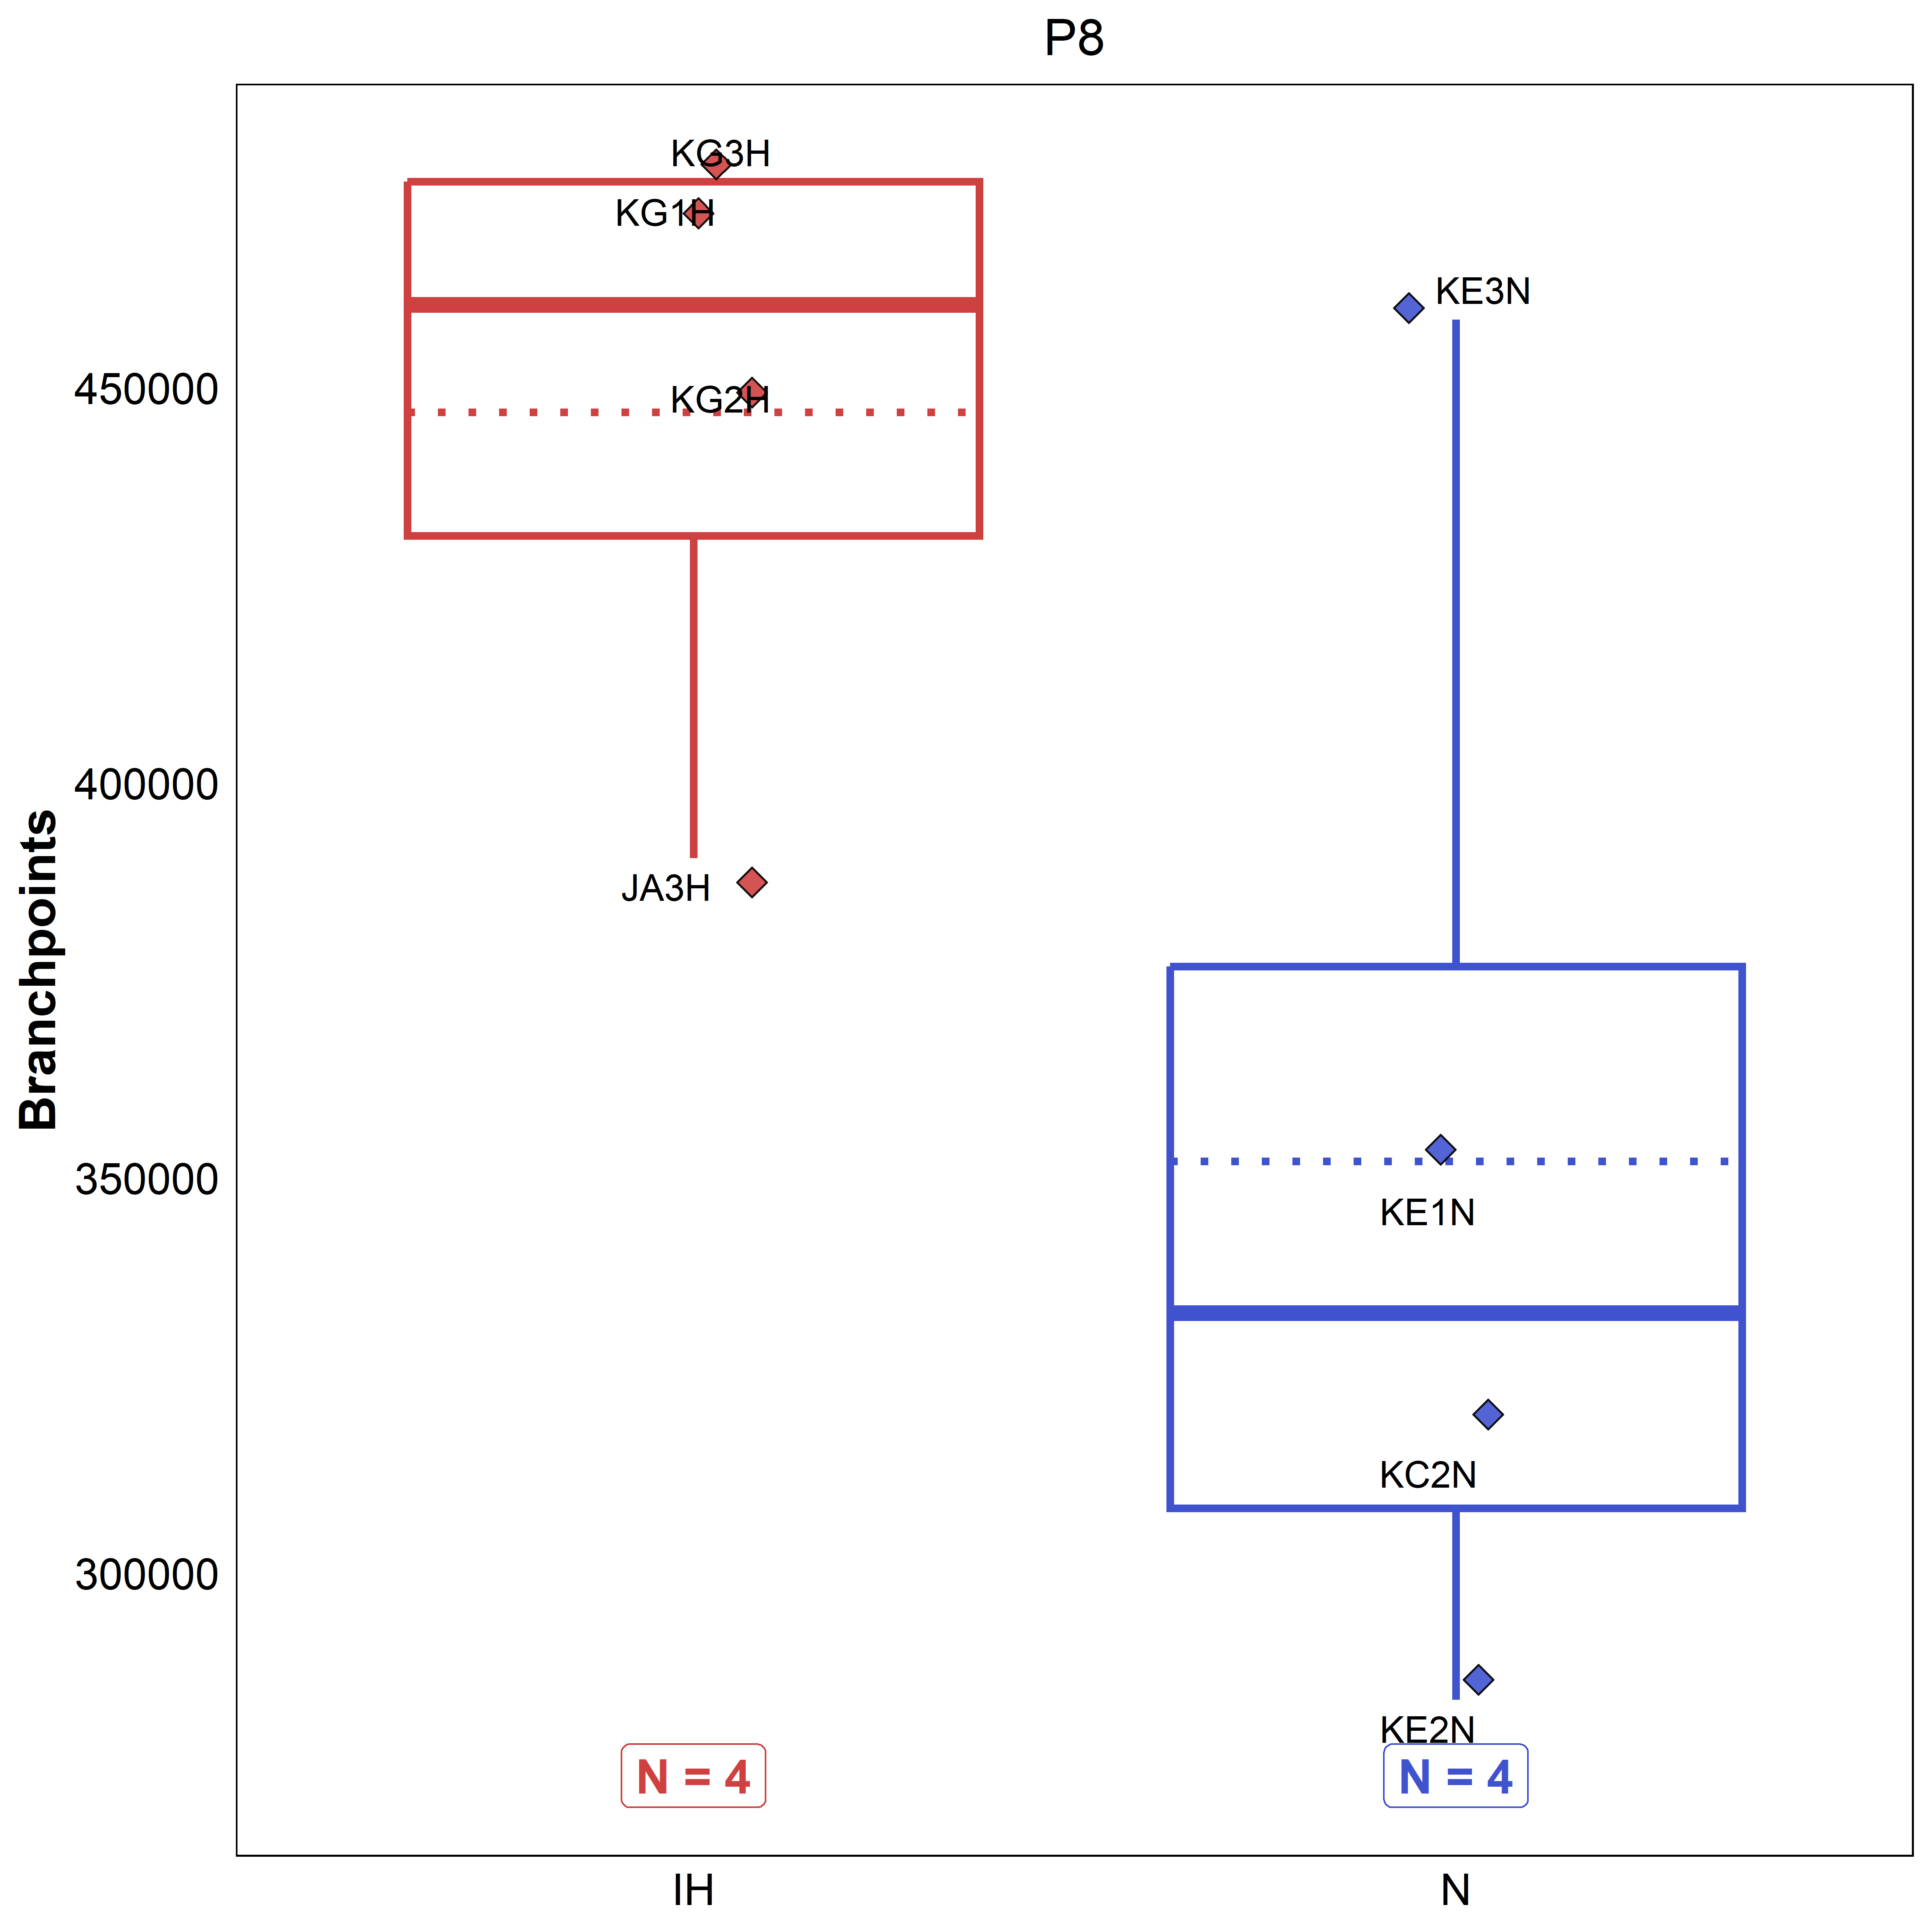 P8
KG3H
KG1H
KE3N
450000
KG2H
400000
JA3H
Branchpoints
350000
KE1N
KC2N
300000
KE2N
N = 4
N = 4
IH
N